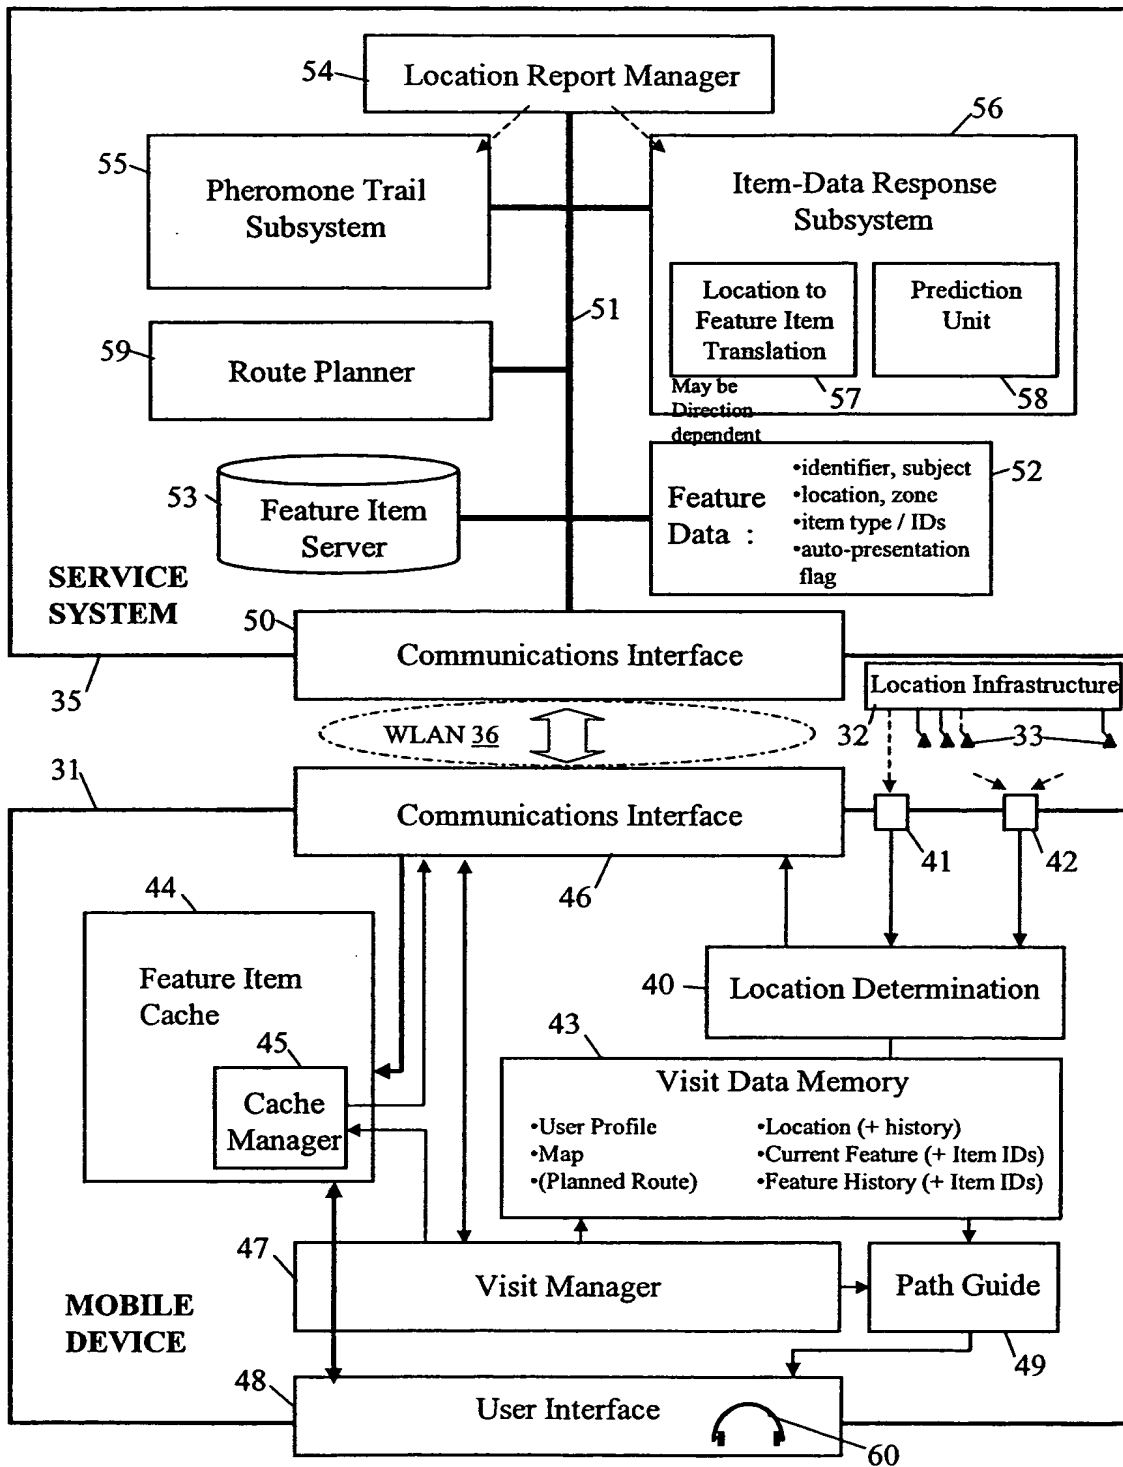 54
Location Report Manager
56
55
Pheromone Trail
Subsystem
Item-Data Response
Subsystem
51
Location to
Feature Item
Translation
Prediction
Unit
59
Route Planner
57
58
May be
Direction
dependent
53
Feature Item
Server
Feature
Data :
•identifier, subject
•location, zone
•item type / IDs
•auto-presentation
flag
52
SERVICE
SYSTEM
50
Communications Interface
35
Location Infrastructure
32
33
WLAN 36
31
Communications Interface
41
42
46
44
Feature Item
Cache
40
Location Determination
45
Cache
Manager
43
Visit Data Memory
•User Profile
•Map
•(Planned Route)
•Location (+ history)
•Current Feature (+ Item IDs)
•Feature History (+ Item IDs)
47
Visit Manager
Path Guide
MOBILE
DEVICE
49
48
User Interface
60